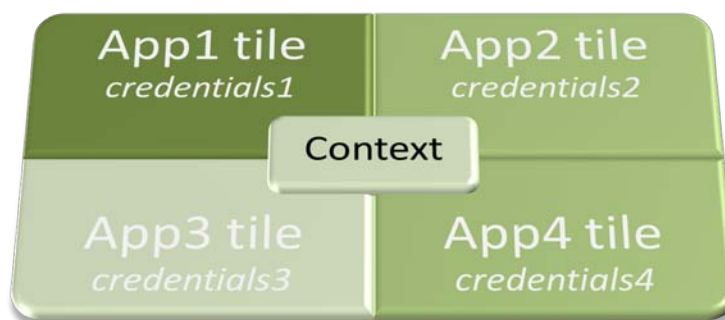 App1 tile
credentials1
App2 tile
credentials2
Context
App3 tile
credentials3
App4 tile
credentials4